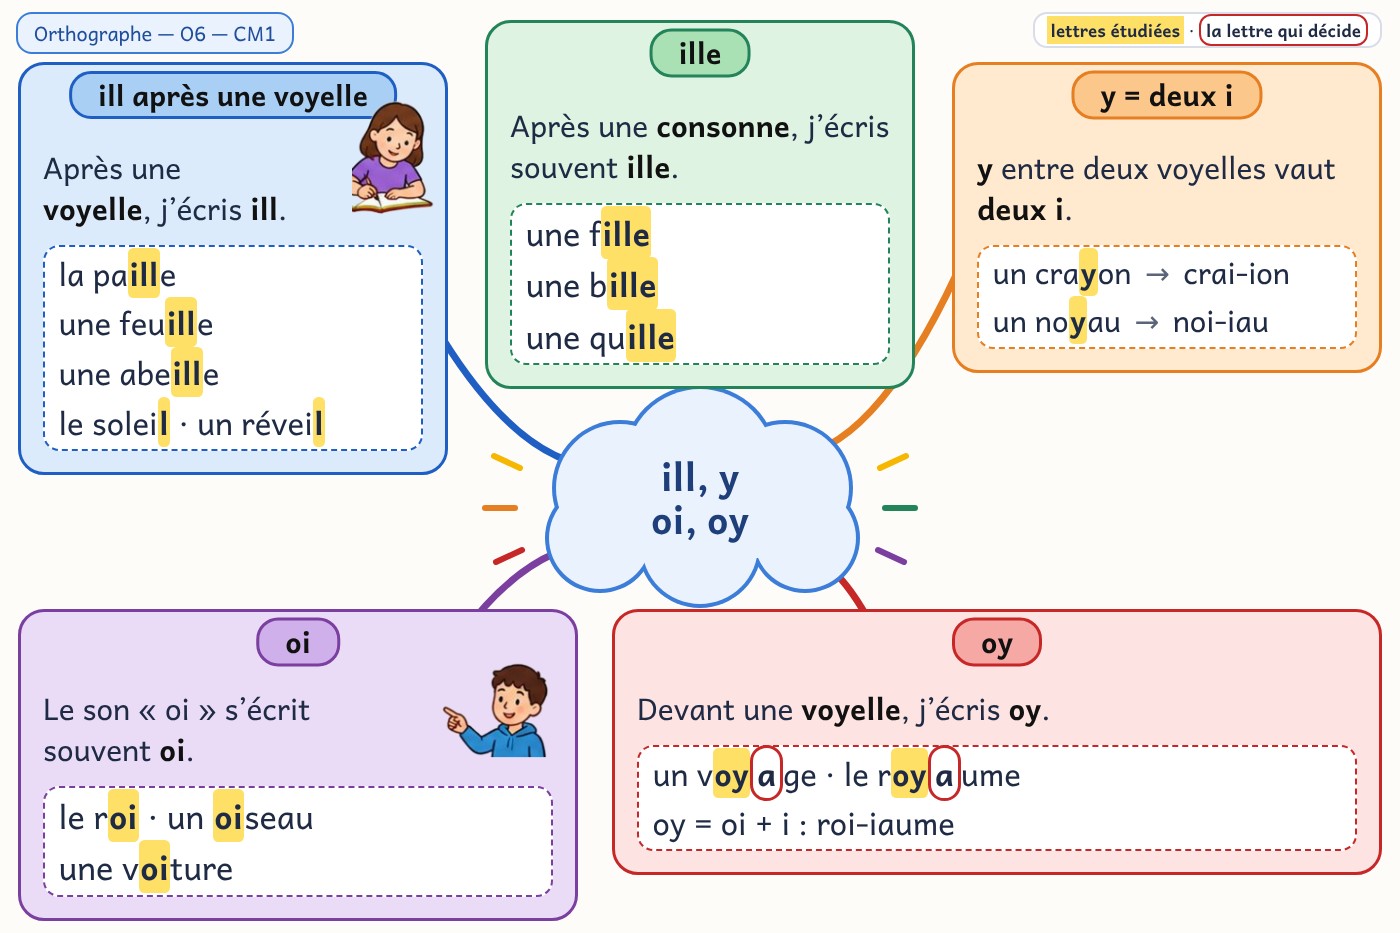 Orthographe — O6 — CM1
lettres étudiées · la lettre qui décide
ill après une voyelle
Après une
voyelle, j’écris ill.
la paille
une feuille
une abeille
le soleil · un réveil
ille
Après une consonne, j’écris
souvent ille.
une fille
une bille
une quille
y = deux i
y entre deux voyelles vaut
deux i.
un crayon → crai-ion
un noyau → noi-iau
ill, y
oi, oy
oi
Le son « oi » s’écrit
souvent oi.
le roi · un oiseau
une voiture
oy
Devant une voyelle, j’écris oy.
un voyage · le royaume
oy = oi + i : roi-iaume